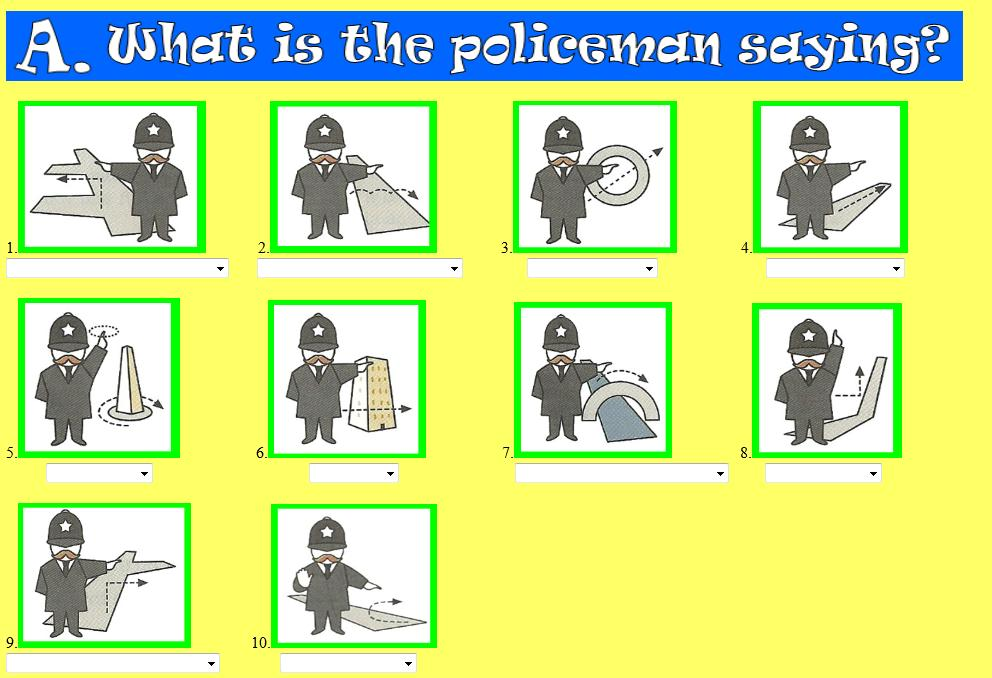 A. What is the policeman saying?
1. 2. 3. 4.
5. 6. 7. 8.
9. 10.